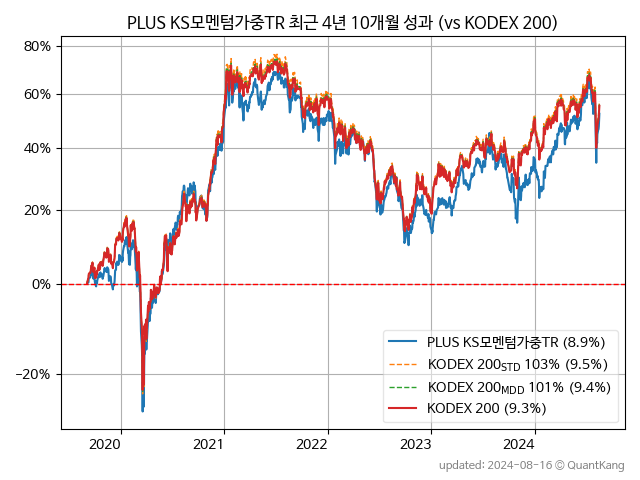 PLUS KS모멘텀가중TR 최근 4년 10개월 성과 (vs KODEX 200)
80%
60%
40%
20%
0%
−20%
PLUS KS모멘텀가중TR (8.9%)
KODEX 200STD 103% (9.5%)
KODEX 200MDD 101% (9.4%)
KODEX 200 (9.3%)
2020 2021 2022 2023 2024
updated: 2024−08−16 © QuantKang